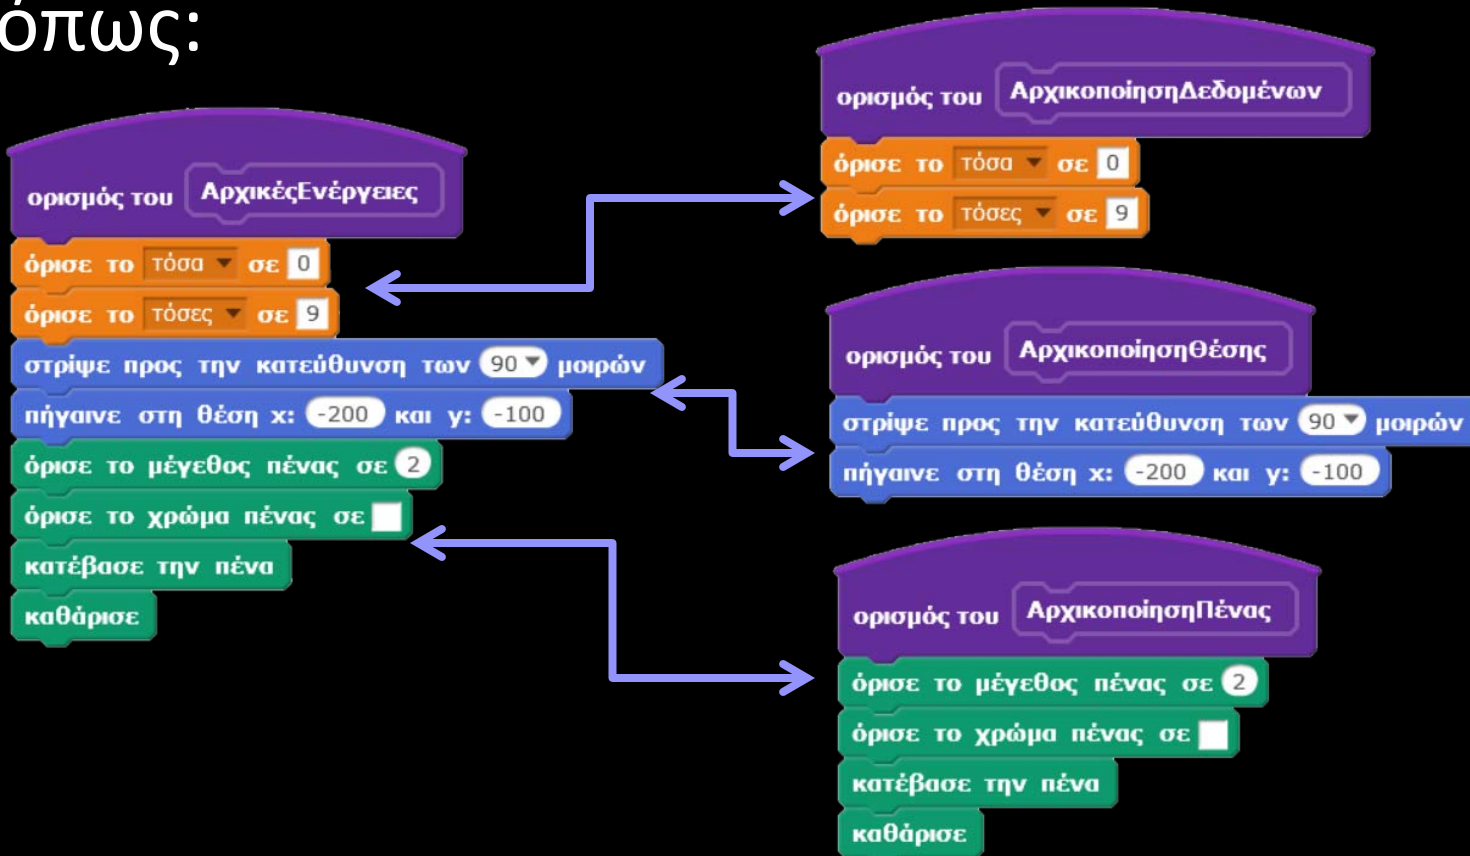 όπως:
ορισμός του ΑρχικέςΕνέργειες
όρισε το τόσα σε 0
όρισε το τόσες σε 9
στρίψε προς την κατεύθυνση των 90 μοιρών
πήγαινε στη θέση x: -200 και y: -100
όρισε το μέγεθος πένας σε 2
όρισε το χρώμα πένας σε
κατέβασε την πένα
καθάρισε
ορισμός του ΑρχικοποίησηΔεδομένων
όρισε το τόσα σε 0
όρισε το τόσες σε 9
ορισμός του ΑρχικοποίησηΘέσης
στρίψε προς την κατεύθυνση των 90 μοιρών
πήγαινε στη θέση x: -200 και y: -100
ορισμός του ΑρχικοποίησηΠένας
όρισε το μέγεθος πένας σε 2
όρισε το χρώμα πένας σε
κατέβασε την πένα
καθάρισε